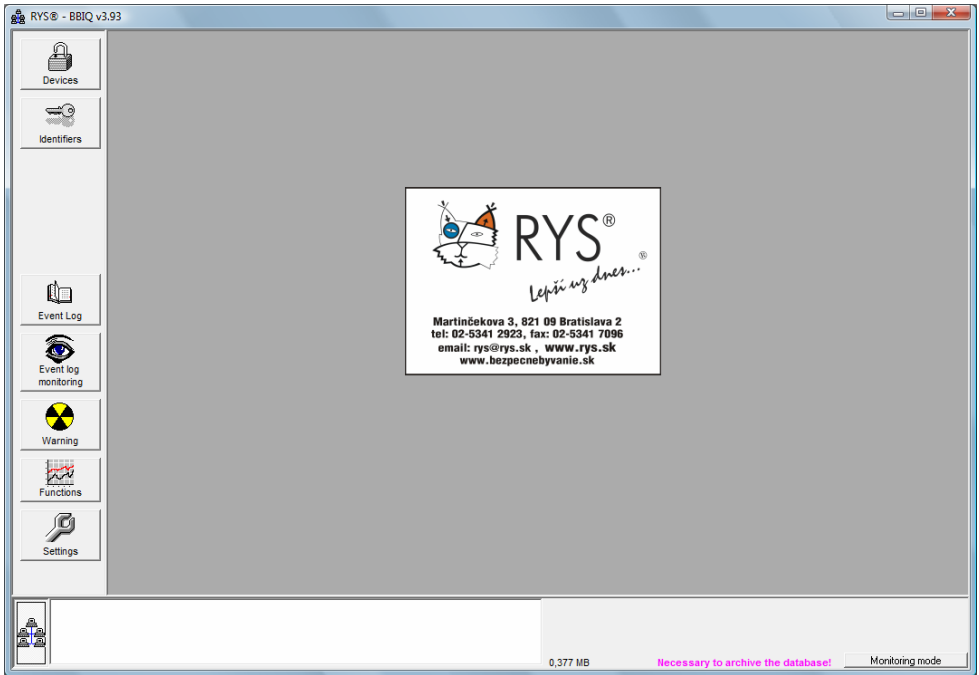 RYS® - BBIQ v3.93
Devices
Identifiers
Event Log
Event log
monitoring
Warning
Functions
Settings
RYS®
Lepší už dnes...®
Martinčekova 3, 821 09 Bratislava 2
tel: 02-5341 2923, fax: 02-5341 7096
email: rys@rys.sk , www.rys.sk
www.bezpecnebyvanie.sk
0,377 MB
Necessary to archive the database!
Monitoring mode